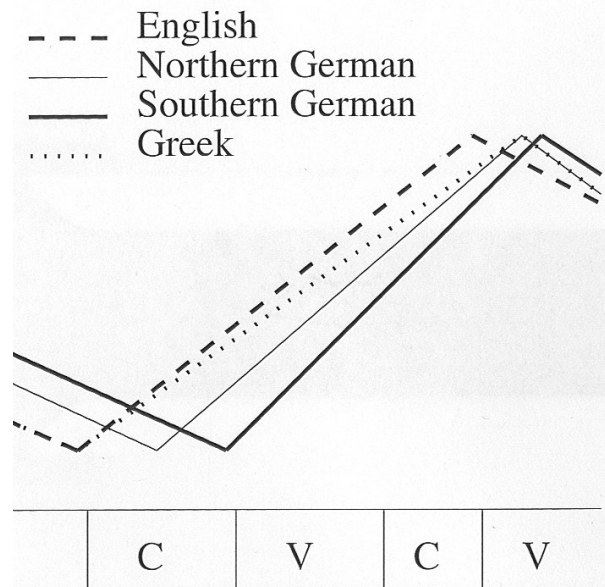 English
Northern German
Southern German
Greek
C V C V